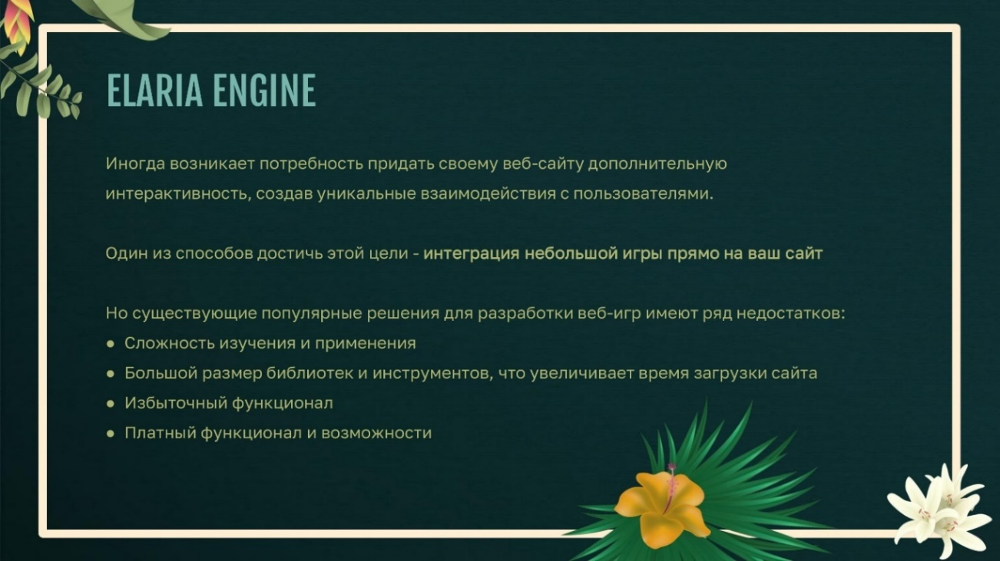 ELARIA ENGINE
Иногда возникает потребность придать своему веб-сайту дополнительную
интерактивность, создав уникальные взаимодействия с пользователями.
Один из способов достичь этой цели - интеграция небольшой игры прямо на ваш сайт
Но существующие популярные решения для разработки веб-игр имеют ряд недостатков:
● Сложность изучения и применения
● Большой размер библиотек и инструментов, что увеличивает время загрузки сайта
● Избыточный функционал
● Платный функционал и возможности